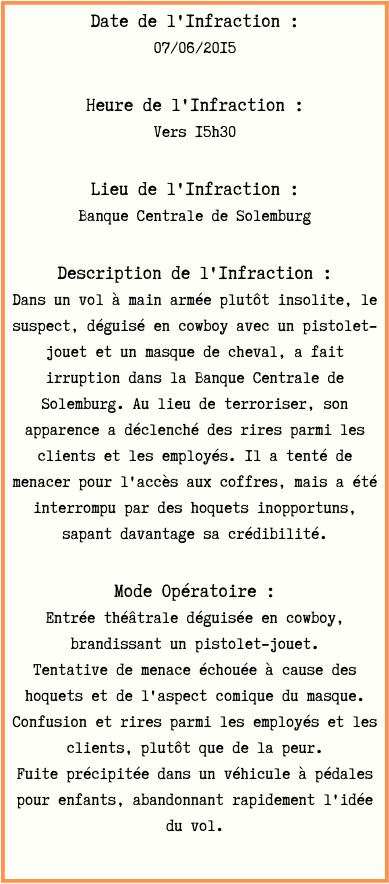 Date de l'Infraction :
07/06/2015
Heure de l'Infraction :
Vers 15h30
Lieu de l'Infraction :
Banque Centrale de Solemburg
Description de l'Infraction :
Dans un vol à main armée plutôt insolite, le
suspect, déguisé en cowboy avec un pistolet-
jouet et un masque de cheval, a fait
irruption dans la Banque Centrale de
Solemburg. Au lieu de terroriser, son
apparence a déclenché des rires parmi les
clients et les employés. Il a tenté de
menacer pour l'accès aux coffres, mais a été
interrompu par des hoquets inopportuns,
sapant davantage sa crédibilité.
Mode Opératoire :
Entrée théâtrale déguisée en cowboy,
brandissant un pistolet-jouet.
Tentative de menace échouée à cause des
hoquets et de l'aspect comique du masque.
Confusion et rires parmi les employés et les
clients, plutôt que de la peur.
Fuite précipitée dans un véhicule à pédales
pour enfants, abandonnant rapidement l'idée
du vol.